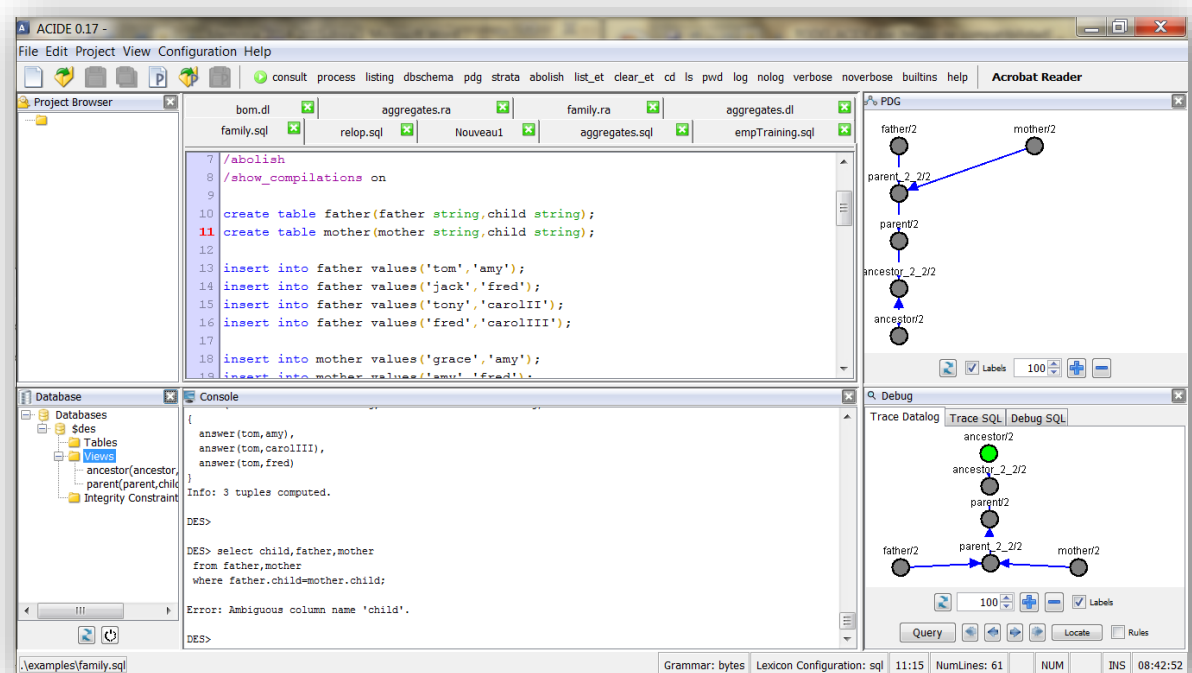 ACIDE 0.17 -
File Edit Project View Configuration Help
consult process listing dbschema pdg strata abolish list_et clear_et cd ls pwd log nolog verbose noverbose builtins help Acrobat Reader
Project Browser
bom.dl aggregates.ra family.ra aggregates.dl
family.sql relop.sql Nouveau1 aggregates.sql empTraining.sql
7 /abolish
8 /show_compilations on
9
10 create table father(father string,child string);
11 create table mother(mother string,child string);
12
13 insert into father values('tom','amy');
14 insert into father values('jack','fred');
15 insert into father values('tony','carolII');
16 insert into father values('fred','carolIII');
17
18 insert into mother values('grace','amy');
19 insert into mother values('amy','fred');
PDG
father/2 mother/2
parent_2_2/2
parent/2
ancestor_2_2/2
ancestor/2
Labels 100
Database
Databases
$des
Tables
Views
ancestor(ancestor,
parent(parent,child
Integrity Constraint
Console
{
answer(tom,amy),
answer(tom,carolIII),
answer(tom,fred)
}
Info: 3 tuples computed.
DES>
DES> select child,father,mother
from father,mother
where father.child=mother.child;
Error: Ambiguous column name 'child'.
DES>
Debug
Trace Datalog Trace SQL Debug SQL
ancestor/2
ancestor_2_2/2
parent/2
father/2 parent_2_2/2 mother/2
100 Labels
Query Locate Rules
.\examples\family.sql Grammar: bytes Lexicon Configuration: sql 11:15 NumLines: 61 NUM INS 08:42:52